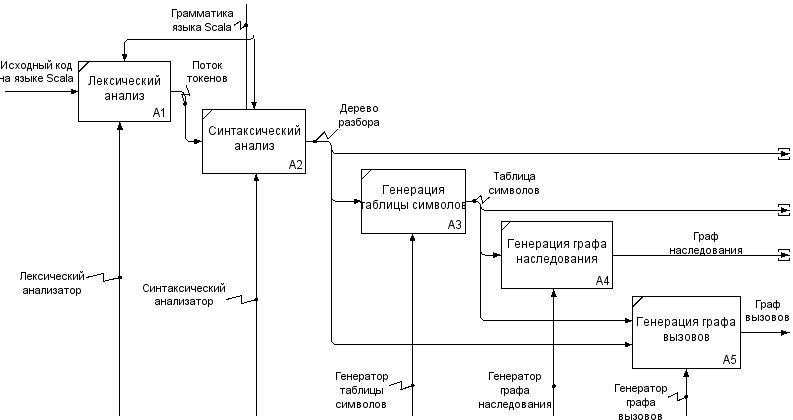 Грамматика
языка Scala
Исходный код
на языке Scala
Лексический
анализ
A1
Поток
токенов
Синтаксический
анализ
A2
Дерево
разбора
Генерация
таблицы символов
A3
Таблица
символов
Генерация графа
наследования
A4
Граф
наследования
Генерация графа
вызовов
A5
Граф
вызовов
Лексический
анализатор
Синтаксический
анализатор
Генератор
таблицы
символов
Генератор
графа
наследования
Генератор
графа
вызовов